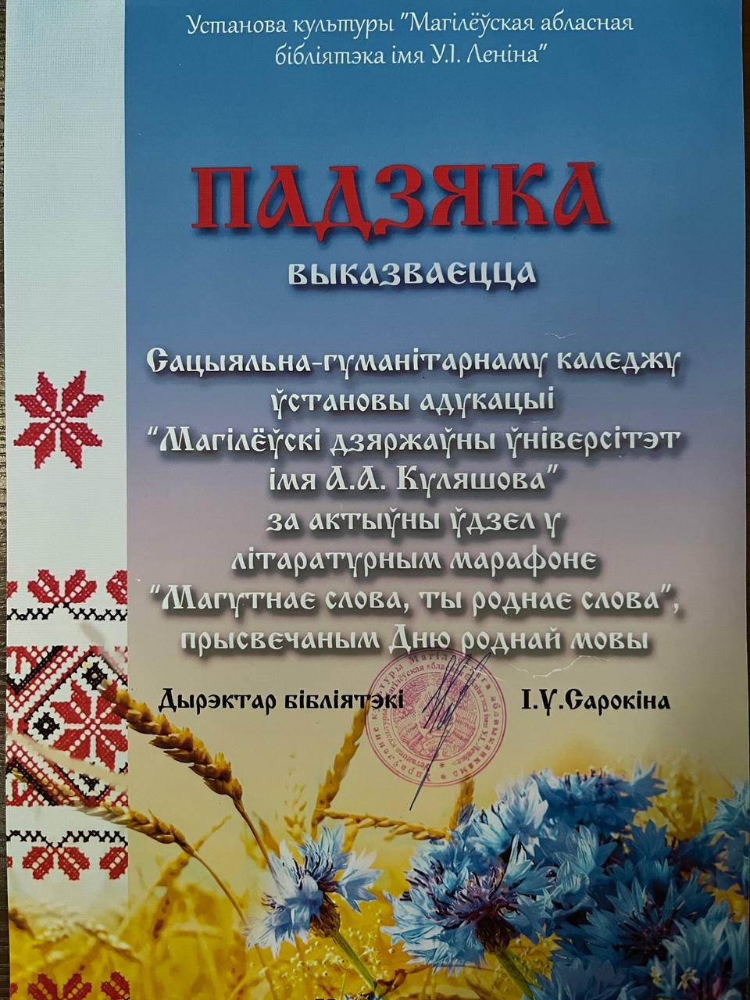 Установа культуры "Магілёўская абласная
бібліятэка імя У.І. Леніна"
ПАДЗЯКА
выказваецца
Сацыяльна-гуманітарнаму каледжу
ўстановы адукацыі
"Магілёўскі дзяржаўны ўніверсітэт
імя А.А. Куляшова"
за актыўны ўдзел у
літаратурным марафоне
"Магутнае слова, ты роднае слова",
прысвечаным Дню роднай мовы
Дырэктар бібліятэкі
І.У.Сарокіна